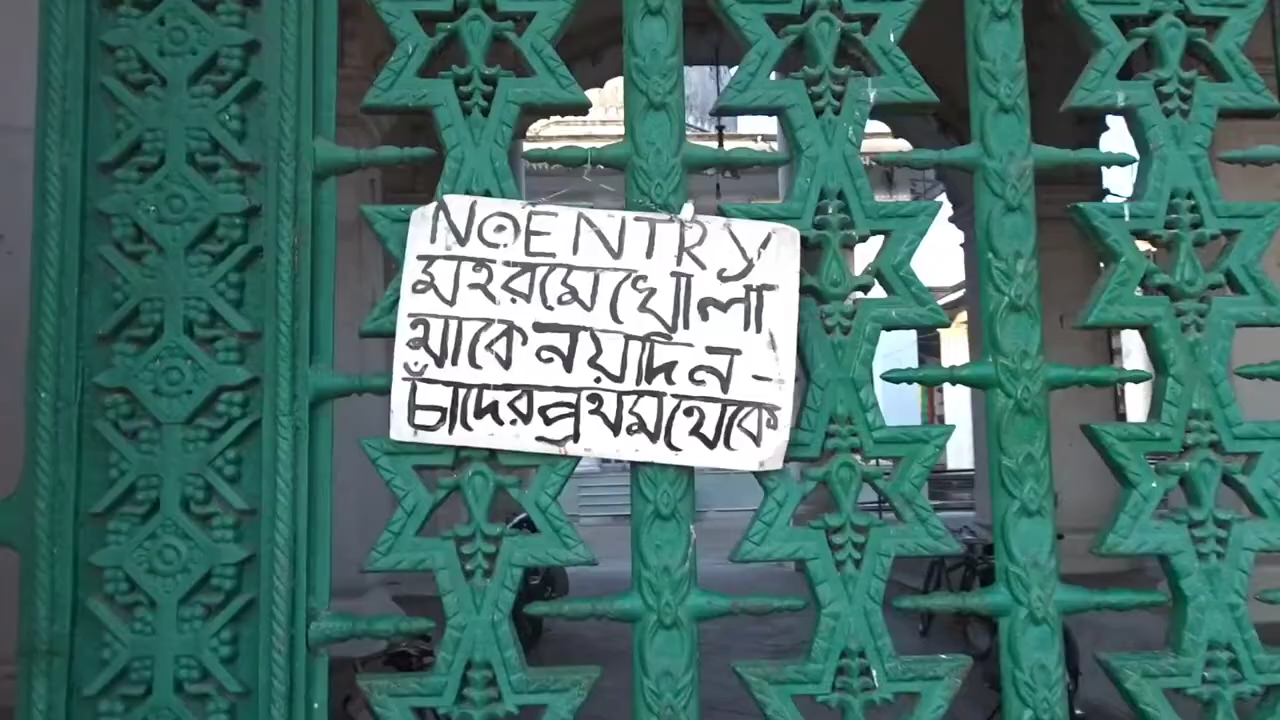 NO ENTRY
মহরমে খোলা
থাকে নয়দিন -
চাঁদের প্রথম থেকে